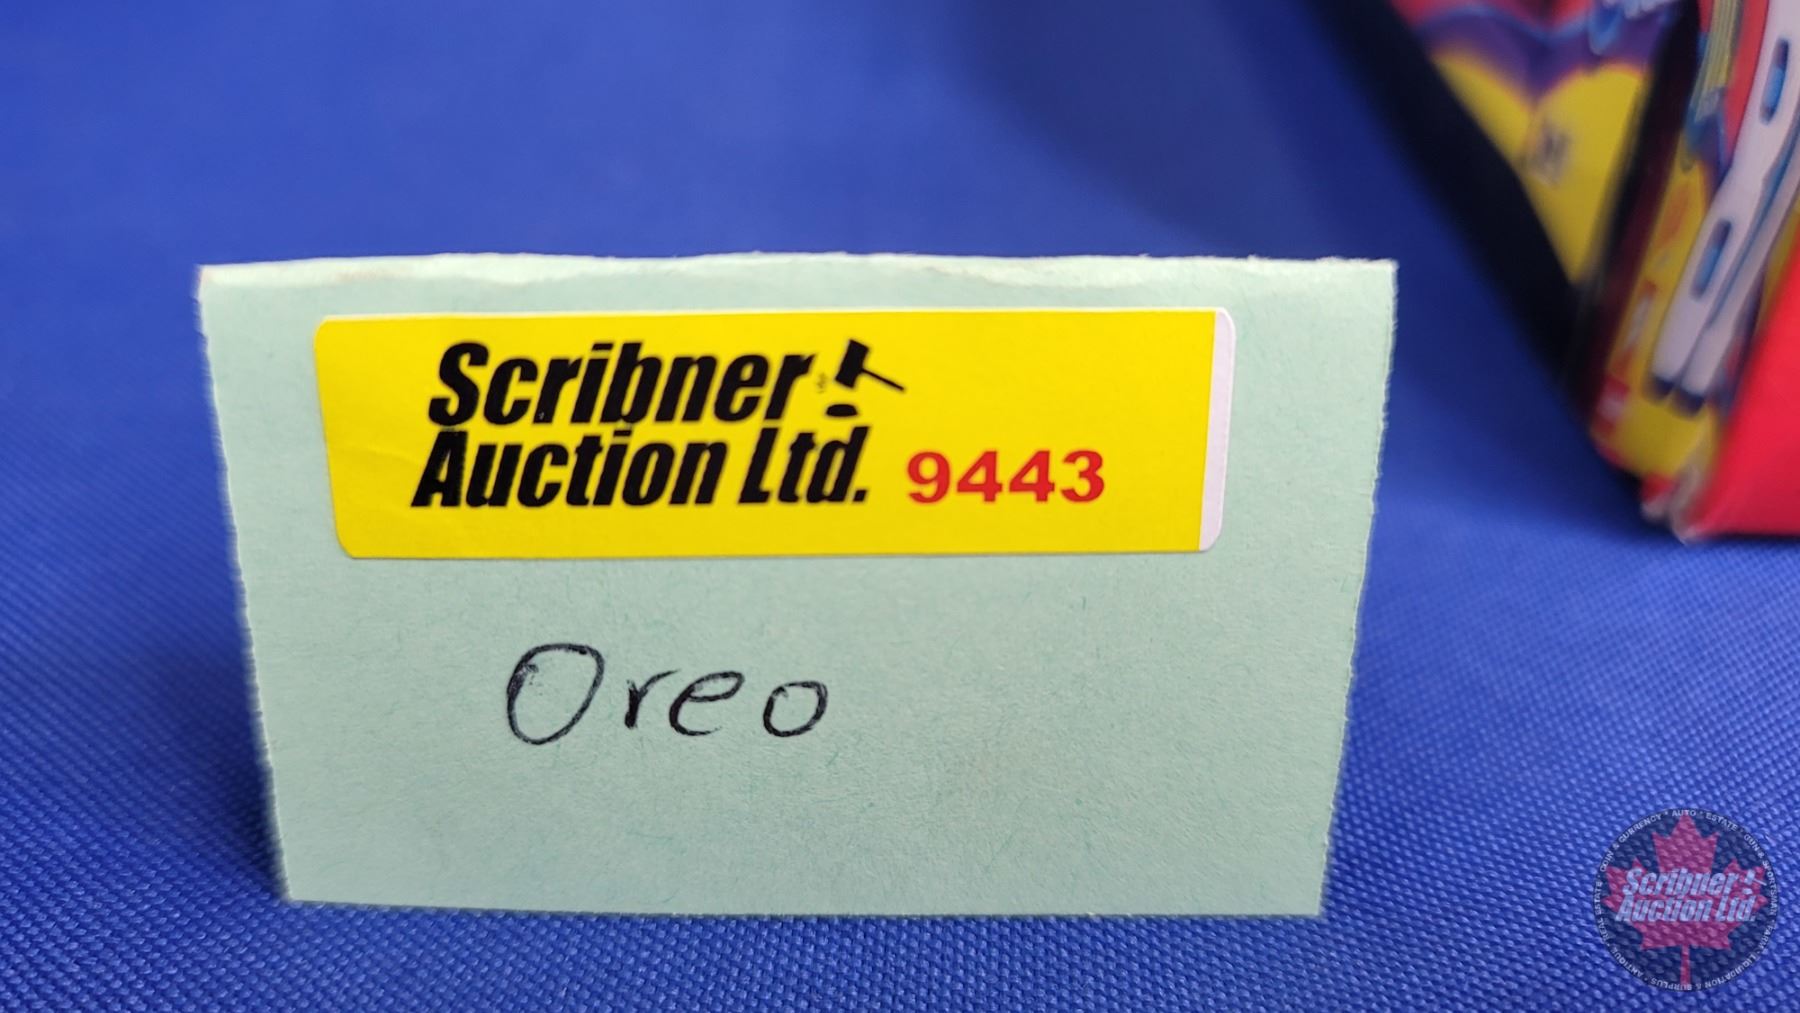 Scribner
Auction Ltd. 9443
Oreo
Scribner
Auction Ltd.